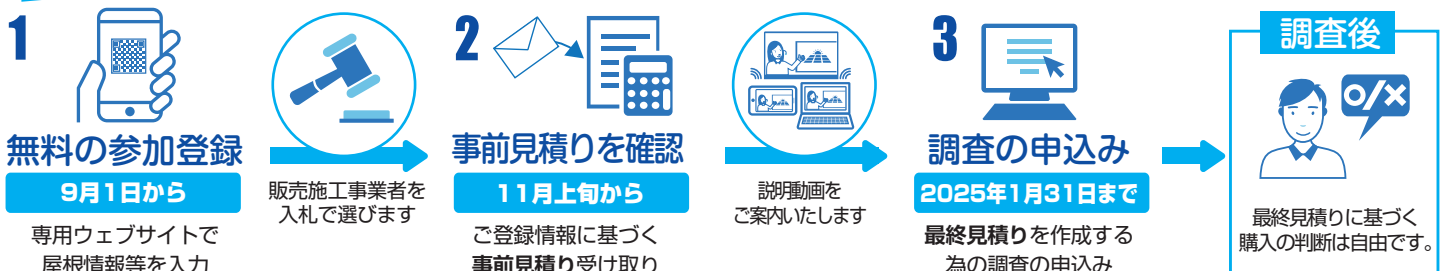 1
無料の参加登録
9月1日から
専用ウェブサイトで
屋根情報等を入力
販売施工事業者を
入札で選びます
2
事前見積りを確認
11月上旬から
ご登録情報に基づく
事前見積り受け取り
説明動画を
ご案内いたします
3
調査の申込み
2025年1月31日まで
最終見積りを作成する
為の調査の申込み
調査後
o/×
最終見積りに基づく
購入の判断は自由です。